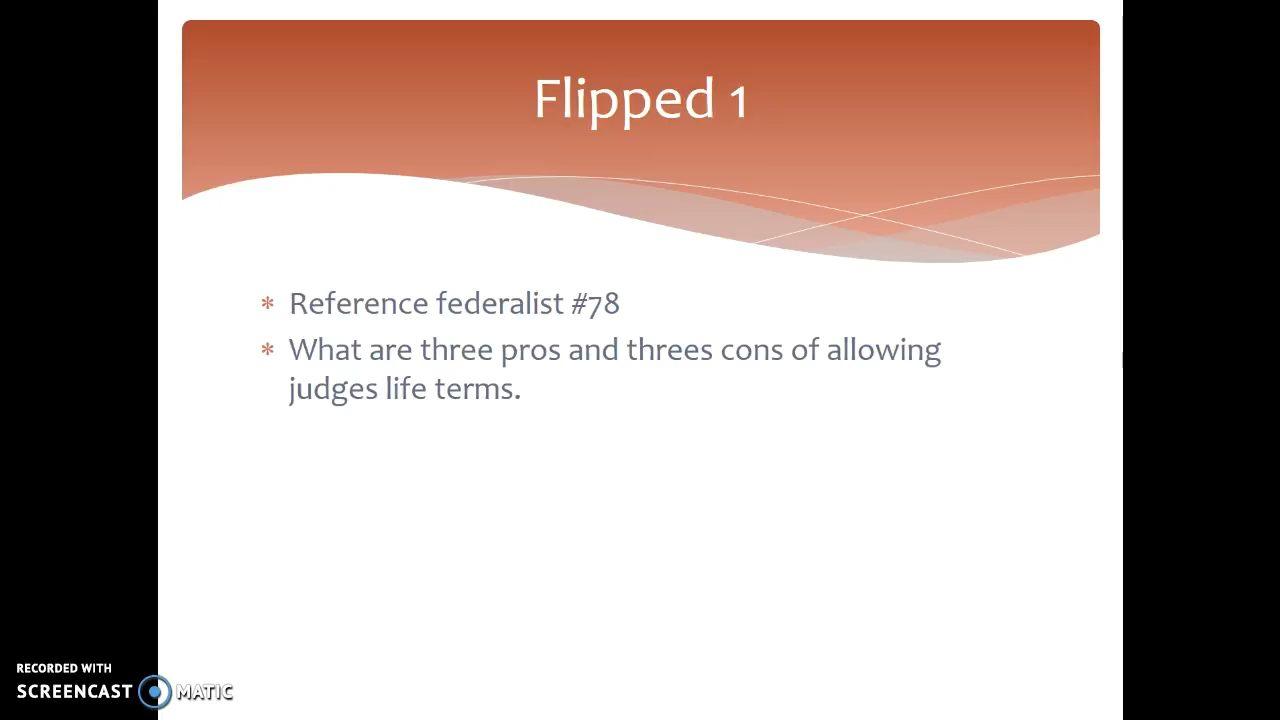 Flipped 1
* Reference federalist #78
* What are three pros and threes cons of allowing
judges life terms.
RECORDED WITH
SCREENCAST MATIC